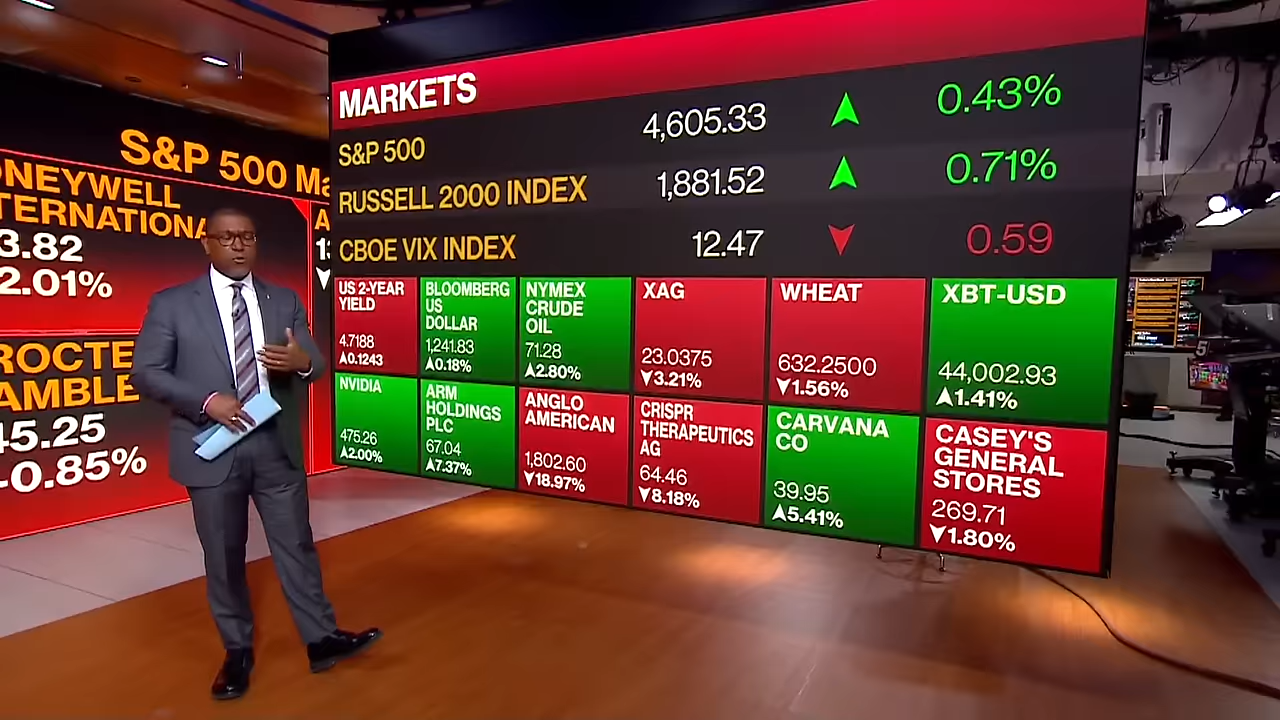 S&P 500 Ma
ONEYWELL
TERNATIONA
3.82
2.01%
ROCTE
AMBLE
45.25
-0.85%
A
13
▼
MARKETS
S&P 500 4,605.33 ▲ 0.43%
RUSSELL 2000 INDEX 1,881.52 ▲ 0.71%
CBOE VIX INDEX 12.47 ▼ 0.59
US 2-YEAR
YIELD
4.7188
▲0.1243
BLOOMBERG
US
DOLLAR
1,241.83
▲0.18%
NYMEX
CRUDE
OIL
71.28
▲2.80%
XAG
23.0375
▼3.21%
WHEAT
632.2500
▼1.56%
XBT-USD
44,002.93
▲1.41%
NVIDIA
475.26
▲2.00%
ARM
HOLDINGS
PLC
67.04
▲7.37%
ANGLO
AMERICAN
1,802.60
▼18.97%
CRISPR
THERAPEUTICS
AG
64.46
▼8.18%
CARVANA
CO
39.95
▲5.41%
CASEY'S
GENERAL
STORES
269.71
▼1.80%
5